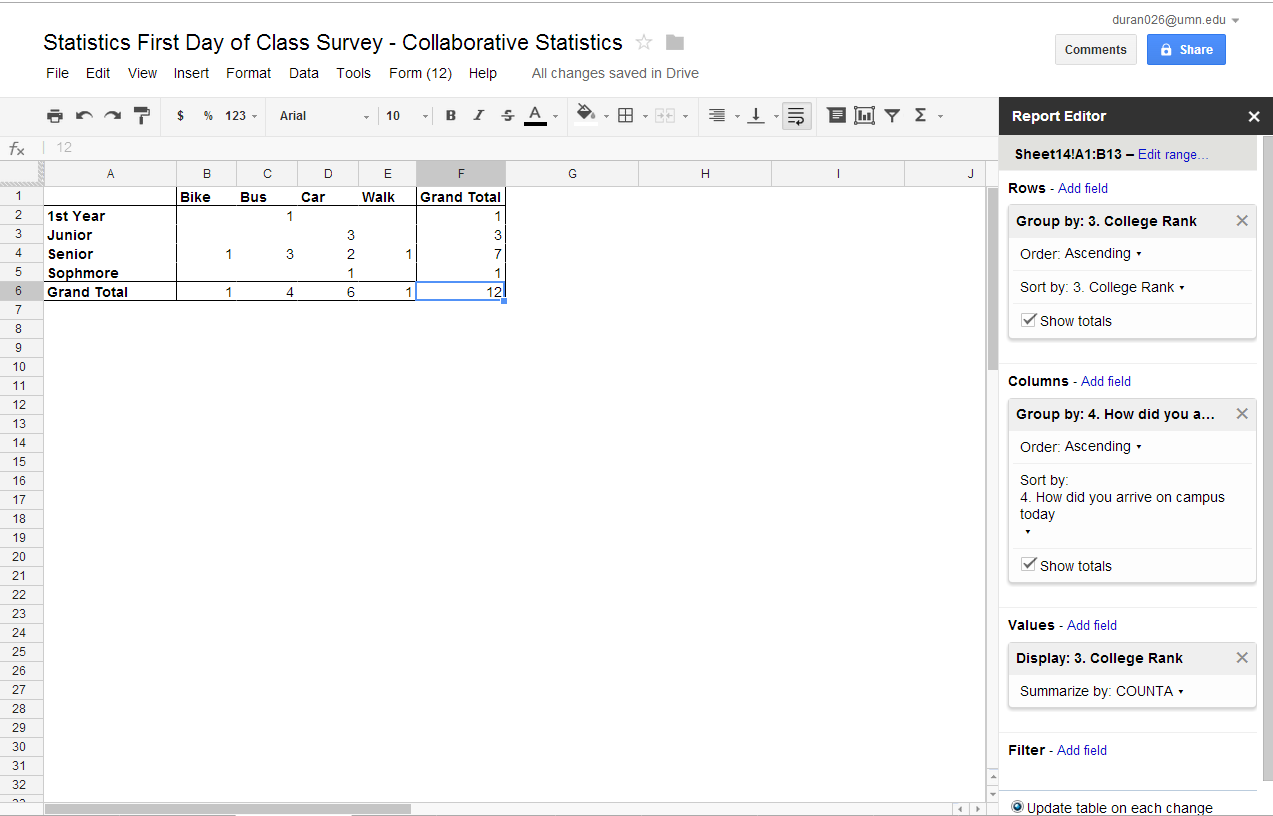 duran026@umn.edu
Statistics First Day of Class Survey - Collaborative Statistics
Comments
Share
File Edit View Insert Format Data Tools Form (12) Help All changes saved in Drive
$ % 123 Arial 10 B I S A Σ
Report Editor
fx 12
Sheet14!A1:B13 – Edit range...
A B C D E F G H I J
1 Bike Bus Car Walk Grand Total
2 1st Year 1 1
3 Junior 3 3
4 Senior 1 3 2 1 7
5 Sophmore 1 1
6 Grand Total 1 4 6 1 12
7
8
9
10
11
12
13
14
15
16
17
18
19
20
21
22
23
24
25
26
27
28
29
30
31
32
33
Rows - Add field
Group by: 3. College Rank
Order: Ascending
Sort by: 3. College Rank
Show totals
Columns - Add field
Group by: 4. How did you a...
Order: Ascending
Sort by:
4. How did you arrive on campus
today
Show totals
Values - Add field
Display: 3. College Rank
Summarize by: COUNTA
Filter - Add field
Update table on each change